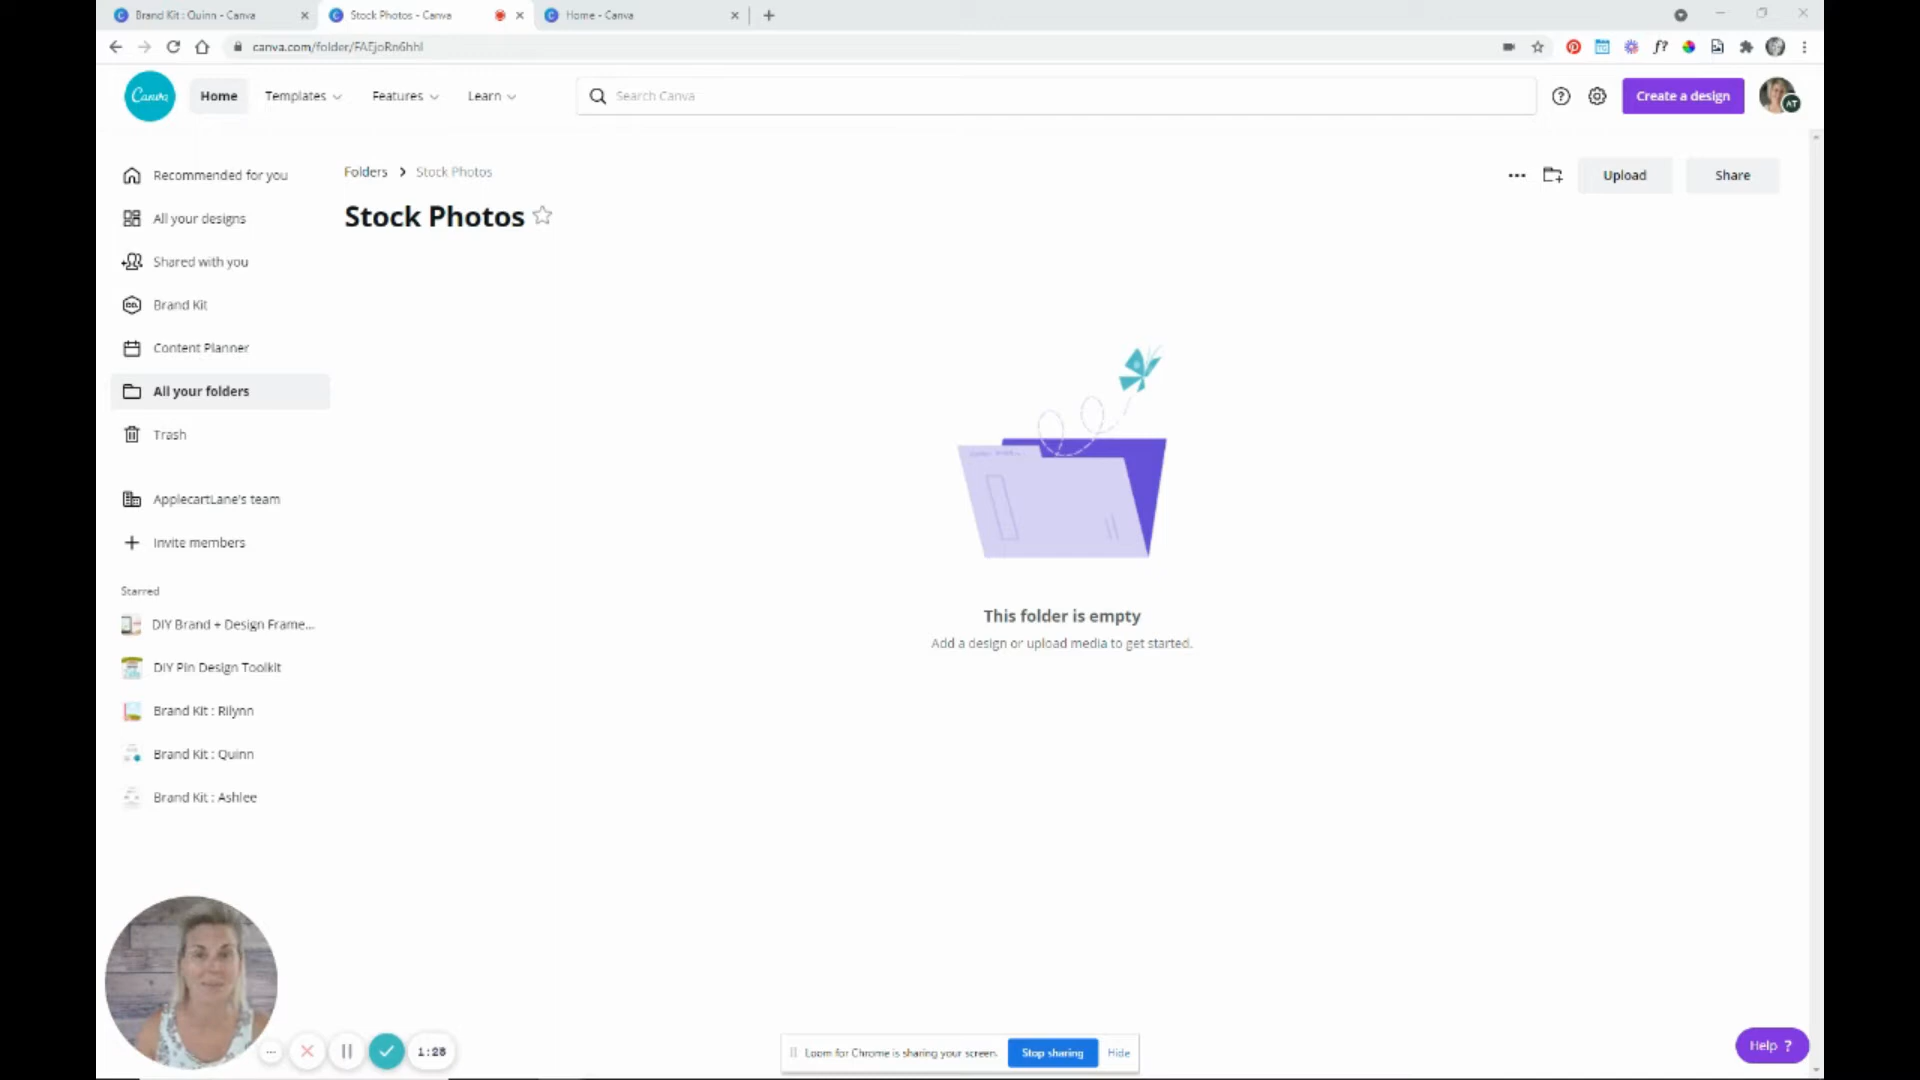 Brand Kit : Quinn - Canva
Stock Photos - Canva
Home - Canva
canva.com/folder/FAEjoRn6hhI
f?
Canva
Home
Templates
Features
Learn
Search Canva
Create a design
AT
Recommended for you
All your designs
Shared with you
Brand Kit
Content Planner
All your folders
Trash
ApplecartLane's team
Invite members
Starred
DIY Brand + Design Frame...
DIY Pin Design Toolkit
Brand Kit : Rilynn
Brand Kit : Quinn
Brand Kit : Ashlee
Folders > Stock Photos
Upload
Share
Stock Photos
This folder is empty
Add a design or upload media to get started.
1:28
Loom for Chrome is sharing your screen.
Stop sharing
Hide
Help ?